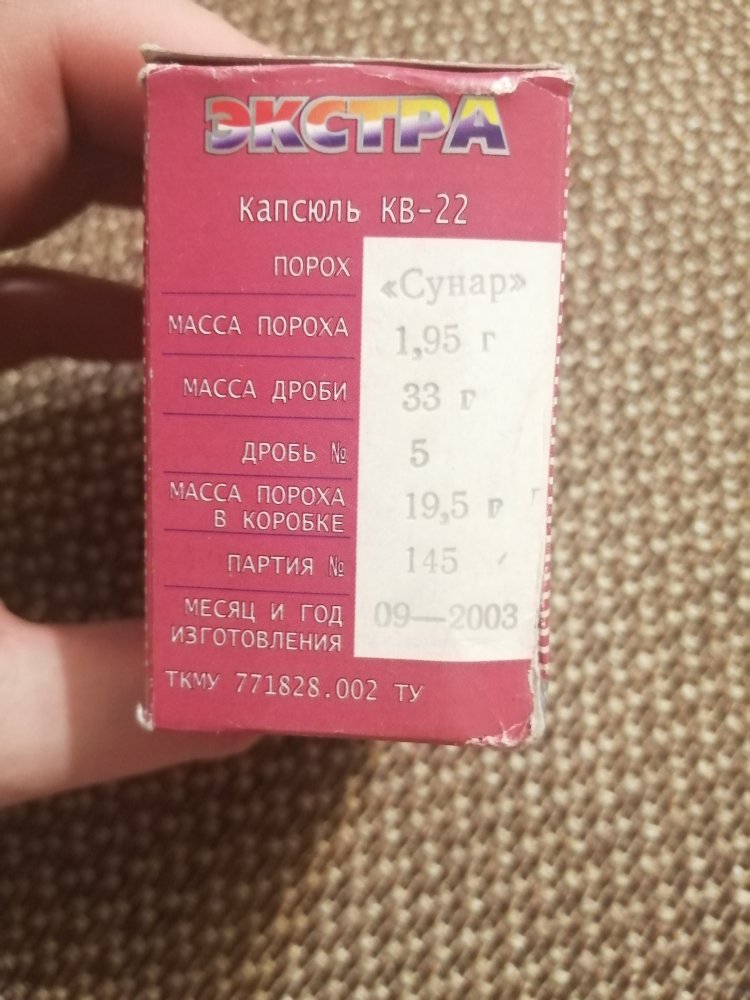 ЭКСТРА
Капсюль КВ-22
ПОРОХ «Сунар»
МАССА ПОРОХА 1,95 г
МАССА ДРОБИ 33 г
ДРОБЬ № 5
МАССА ПОРОХА
В КОРОБКЕ 19,5 г
ПАРТИЯ № 145
МЕСЯЦ И ГОД
ИЗГОТОВЛЕНИЯ 09—2003
ТКМУ 771828.002 ТУ